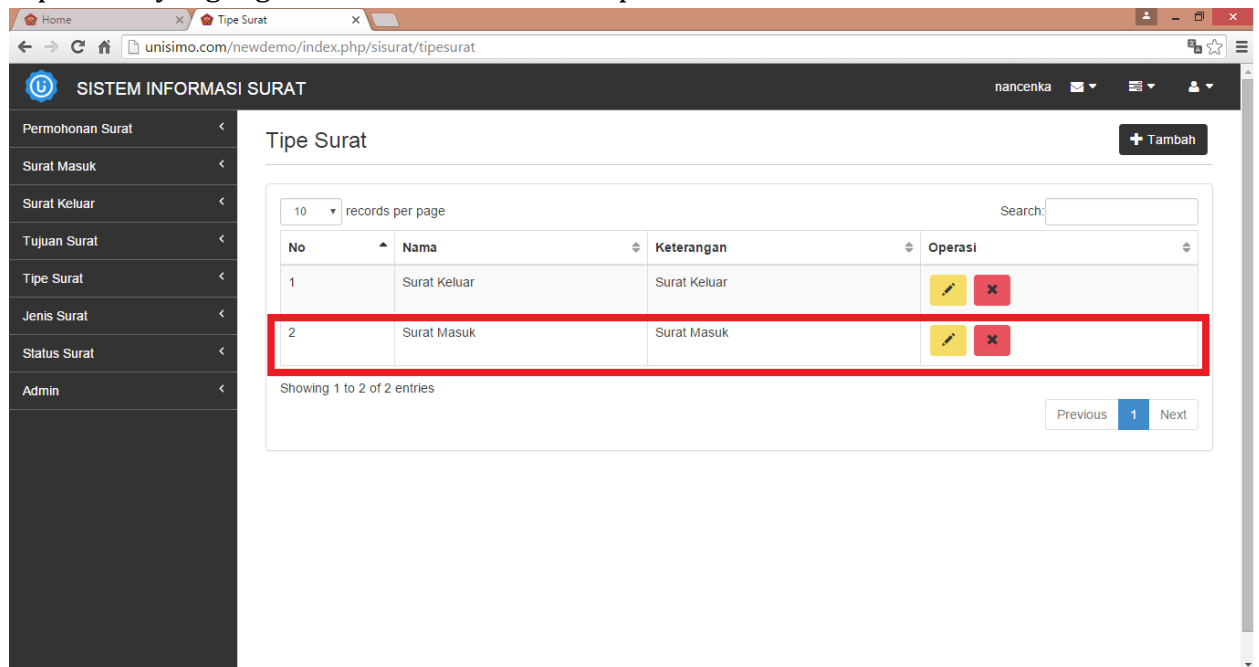 Home
Tipe Surat
unisimo.com/newdemo/index.php/sisurat/tipesurat
SISTEM INFORMASI SURAT
nancenka
Permohonan Surat
Surat Masuk
Surat Keluar
Tujuan Surat
Tipe Surat
Jenis Surat
Status Surat
Admin
Tipe Surat
Tambah
10 records per page
Search:
No Nama Keterangan Operasi
1 Surat Keluar Surat Keluar
2 Surat Masuk Surat Masuk
Showing 1 to 2 of 2 entries
Previous 1 Next